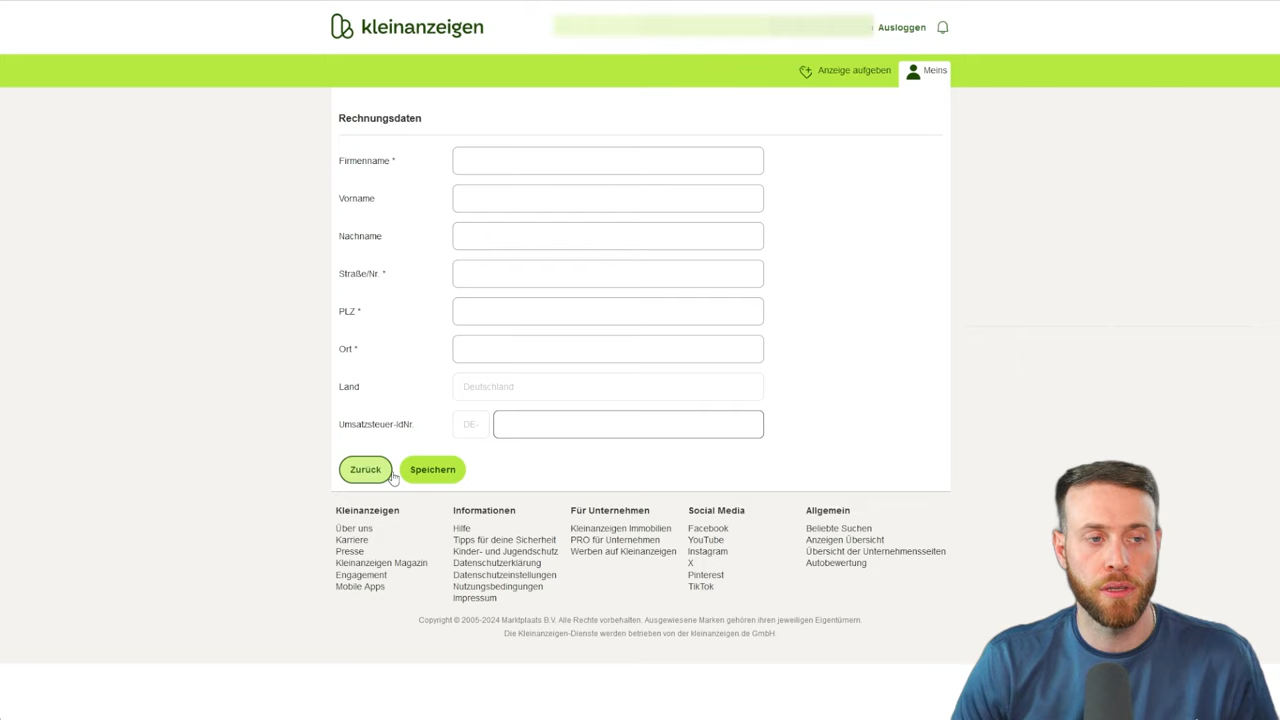 kleinanzeigen
Ausloggen
Anzeige aufgeben
Meins
Rechnungsdaten
Firmenname *
Vorname
Nachname
Straße/Nr. *
PLZ *
Ort *
Land Deutschland
Umsatzsteuer-IdNr. DE-
Zurück Speichern
Kleinanzeigen
Über uns
Karriere
Presse
Kleinanzeigen Magazin
Engagement
Mobile Apps
Informationen
Hilfe
Tipps für deine Sicherheit
Kinder- und Jugendschutz
Datenschutzerklärung
Datenschutzeinstellungen
Nutzungsbedingungen
Impressum
Für Unternehmen
Kleinanzeigen Immobilien
PRO für Unternehmen
Werben auf Kleinanzeigen
Social Media
Facebook
YouTube
Instagram
X
Pinterest
TikTok
Allgemein
Beliebte Suchen
Anzeigen Übersicht
Übersicht der Unternehmensseiten
Autobewertung
Copyright © 2005-2024 Marktplaats B.V. Alle Rechte vorbehalten. Ausgewiesene Marken gehören ihren jeweiligen Eigentümern.
Die Kleinanzeigen-Dienste werden betrieben von der kleinanzeigen.de GmbH.